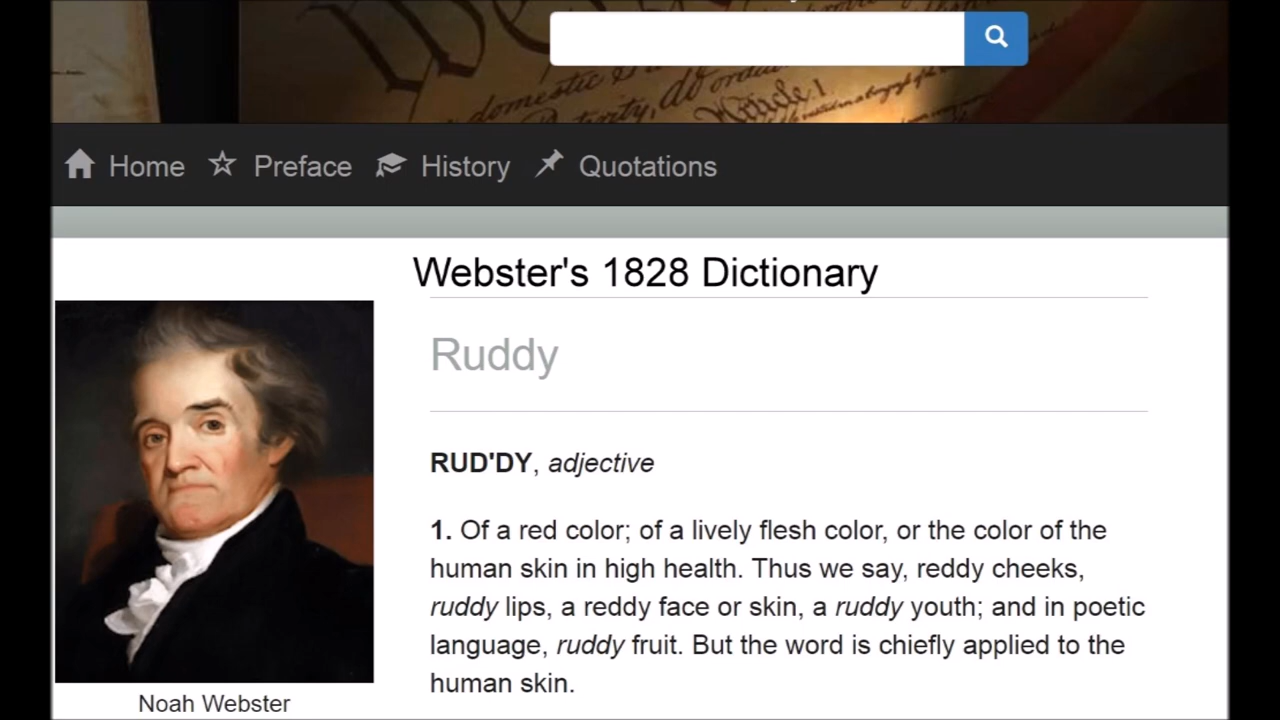 domestic
Article.I.
Home Preface History Quotations
Webster's 1828 Dictionary
Ruddy
RUD'DY, adjective
1. Of a red color; of a lively flesh color, or the color of the
human skin in high health. Thus we say, reddy cheeks,
ruddy lips, a reddy face or skin, a ruddy youth; and in poetic
language, ruddy fruit. But the word is chiefly applied to the
human skin.
Noah Webster